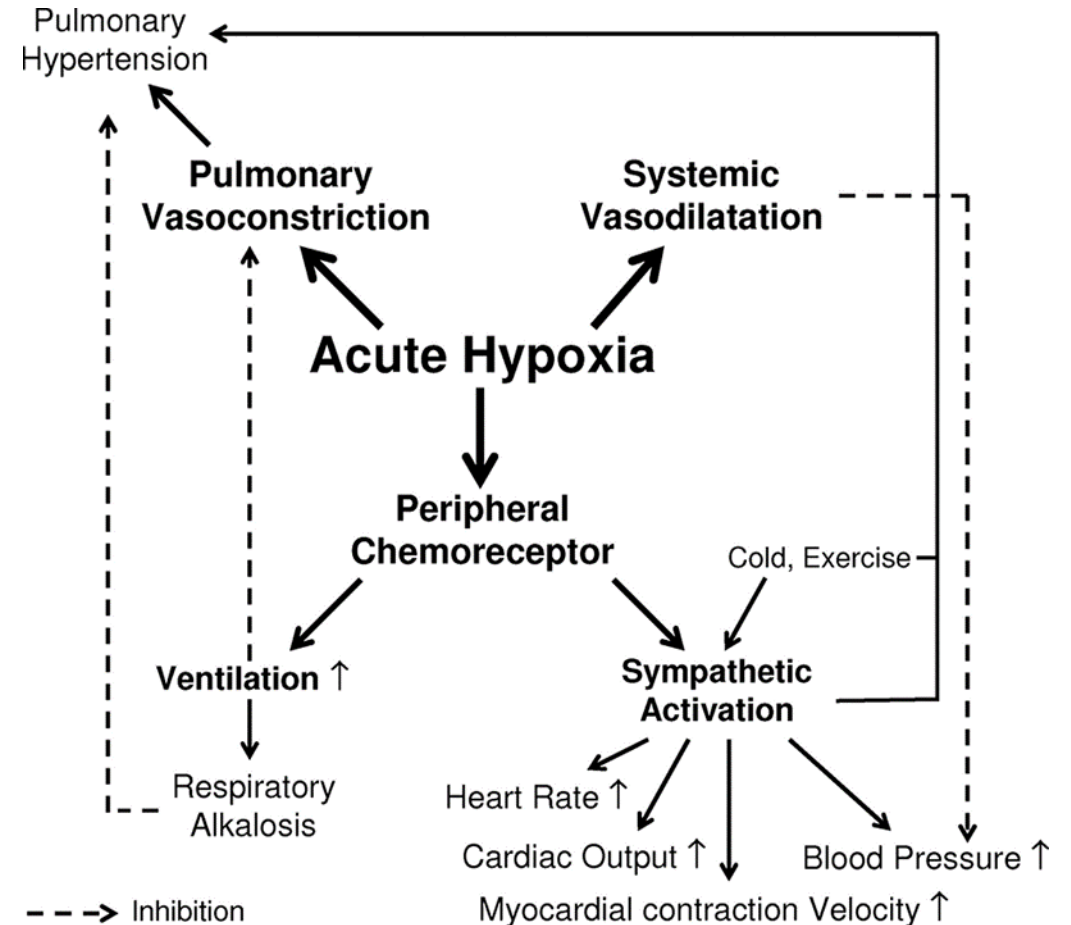 Pulmonary
Hypertension
Pulmonary
Vasoconstriction
Systemic
Vasodilatation
Acute Hypoxia
Peripheral
Chemoreceptor
Cold, Exercise
Ventilation ↑
Sympathetic
Activation
Respiratory
Alkalosis
Heart Rate ↑
Cardiac Output ↑
Blood Pressure ↑
Myocardial contraction Velocity ↑
Inhibition